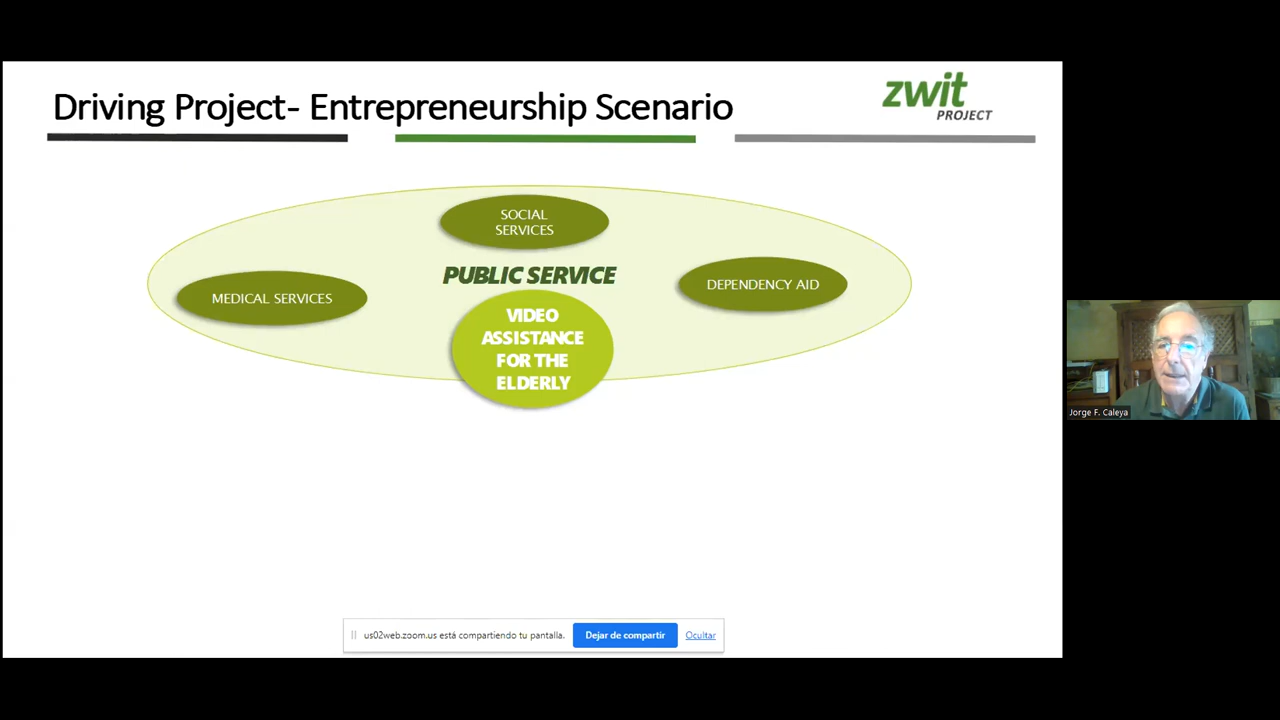 Driving Project- Entrepreneurship Scenario
zwit
PROJECT
SOCIAL
SERVICES
PUBLIC SERVICE
MEDICAL SERVICES
DEPENDENCY AID
VIDEO
ASSISTANCE
FOR THE
ELDERLY
Jorge F. Caleya
us02web.zoom.us está compartiendo tu pantalla.
Dejar de compartir
Ocultar